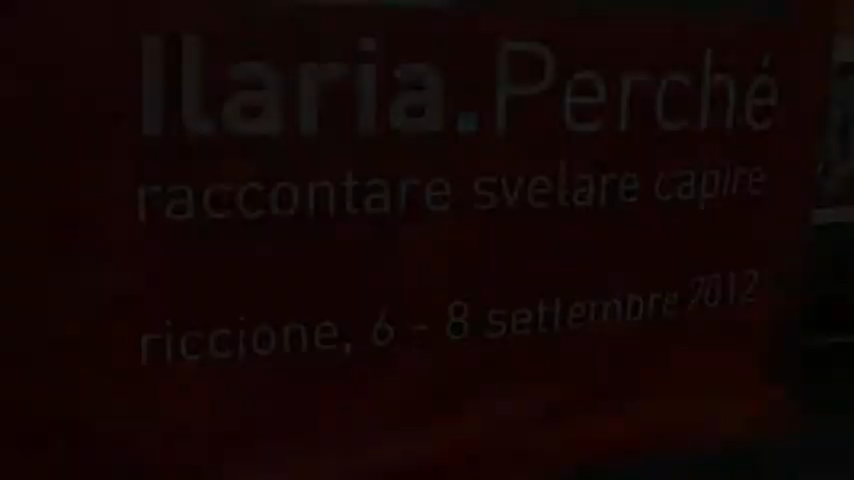 Ilaria.Perché
raccontare svelare capire
riccione, 6 - 8 settembre 2012